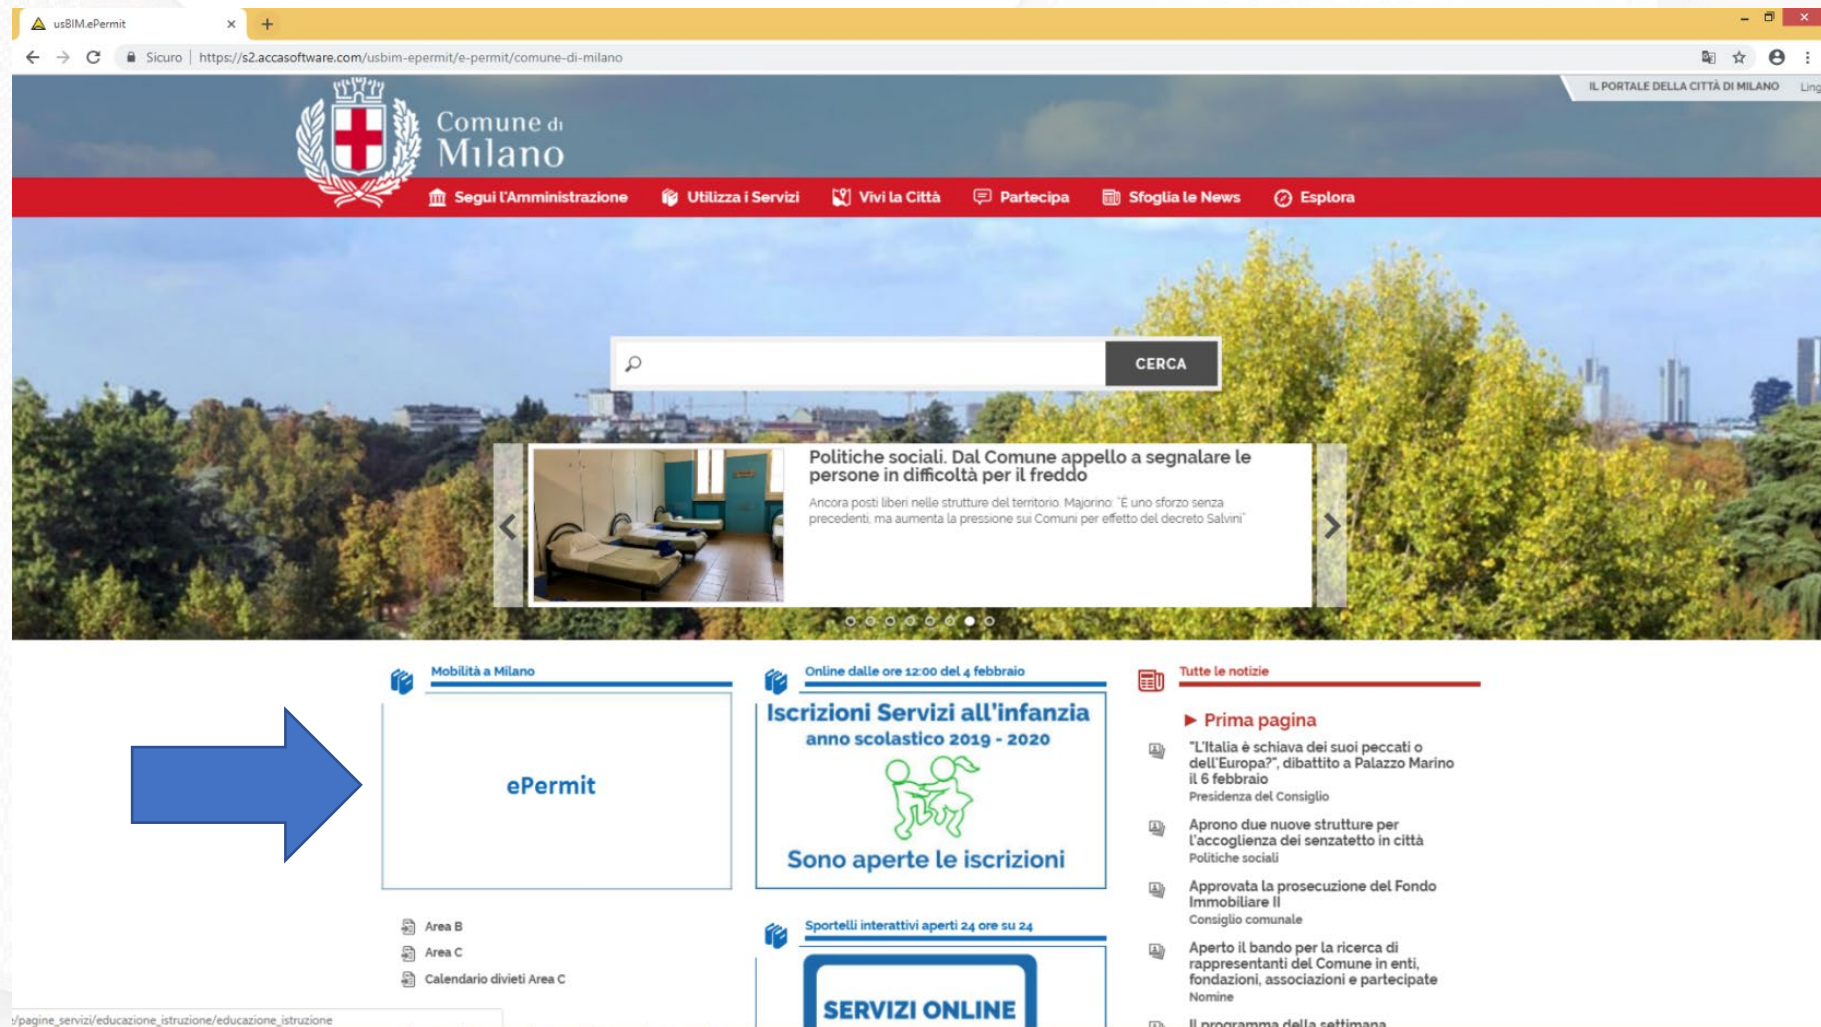 usBIM.ePermit
Sicuro | https://s2.accasoftware.com/usbim-epermit/e-permit/comune-di-milano
IL PORTALE DELLA CITTÀ DI MILANO
Comune di
Milano
Segui l'Amministrazione
Utilizza i Servizi
Vivi la Città
Partecipa
Sfoglia le News
Esplora
CERCA
Politiche sociali. Dal Comune appello a segnalare le
persone in difficoltà per il freddo
Ancora posti liberi nelle strutture del territorio. Majorino: "È uno sforzo senza
precedenti, ma aumenta la pressione sui Comuni per effetto del decreto Salvini"
Mobilità a Milano
ePermit
Area B
Area C
Calendario divieti Area C
Online dalle ore 12:00 del 4 febbraio
Iscrizioni Servizi all'infanzia
anno scolastico 2019 - 2020
Sono aperte le iscrizioni
Sportelli interattivi aperti 24 ore su 24
SERVIZI ONLINE
Tutte le notizie
► Prima pagina
"L'Italia è schiava dei suoi peccati o
dell'Europa?", dibattito a Palazzo Marino
il 6 febbraio
Presidenza del Consiglio
Aprono due nuove strutture per
l'accoglienza dei senzatetto in città
Politiche sociali
Approvata la prosecuzione del Fondo
Immobiliare II
Consiglio comunale
Aperto il bando per la ricerca di
rappresentanti del Comune in enti,
fondazioni, associazioni e partecipate
Nomine
Il programma della settimana
/pagine_servizi/educazione_istruzione/educazione_istruzione